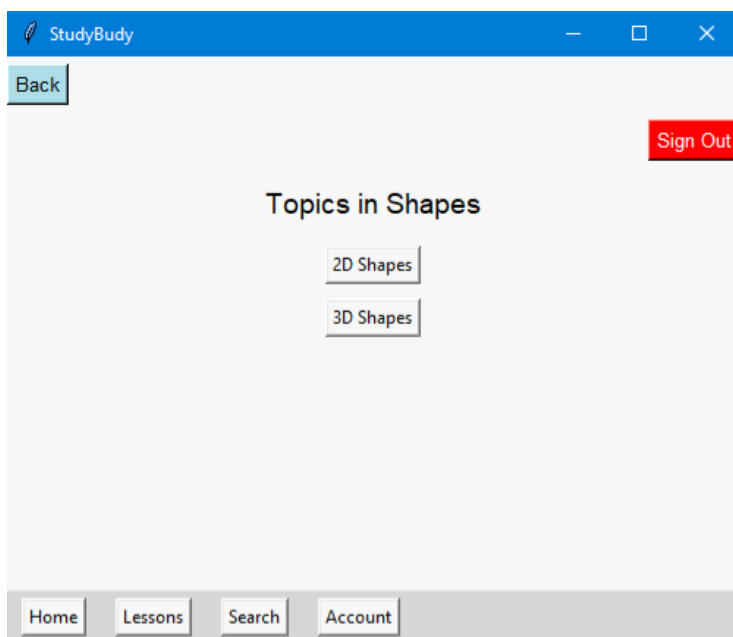 StudyBudy
Back
Sign Out
Topics in Shapes
2D Shapes
3D Shapes
Home Lessons Search Account